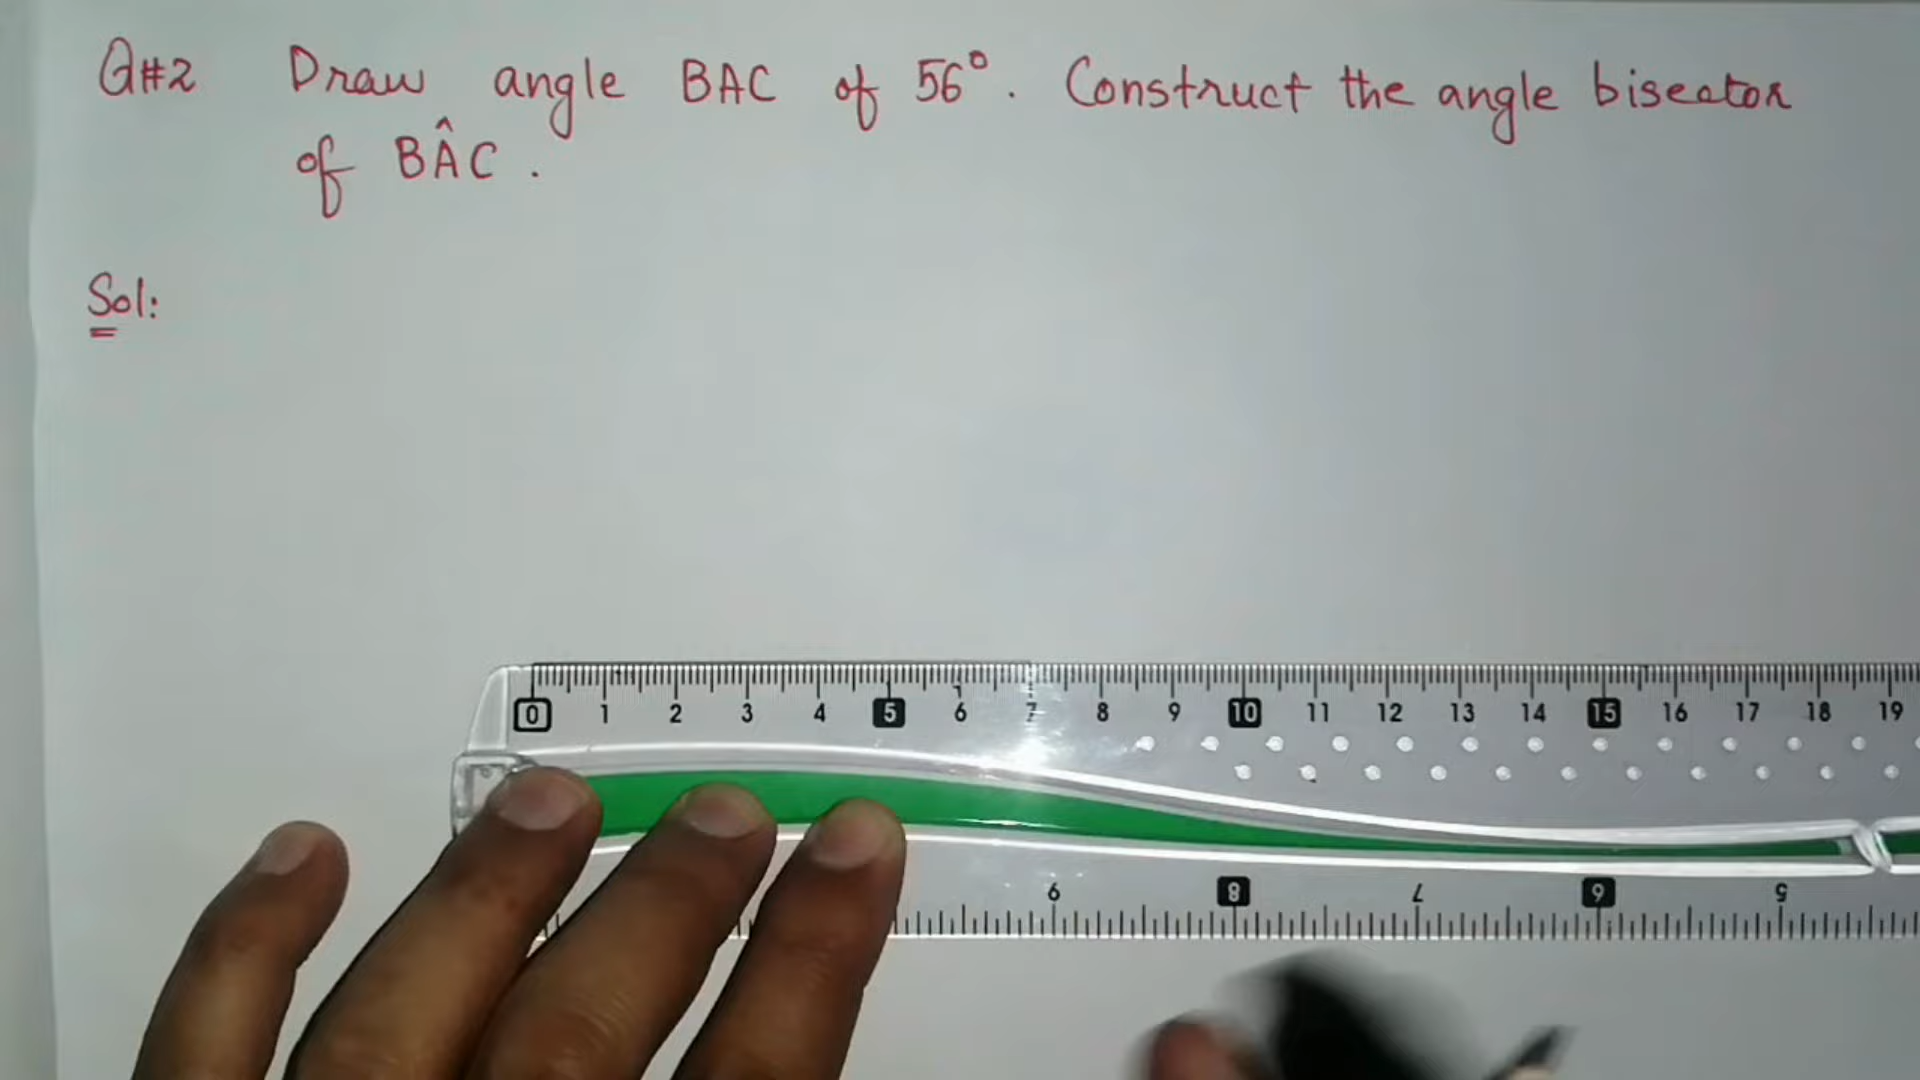 Q#2 Draw angle BAC of 56°. Construct the angle bisector
of BÂC.
Sol:
0 1 2 3 4 5 6 7 8 9 10 11 12 13 14 15 16 17 18 19
9 8 7 6 5